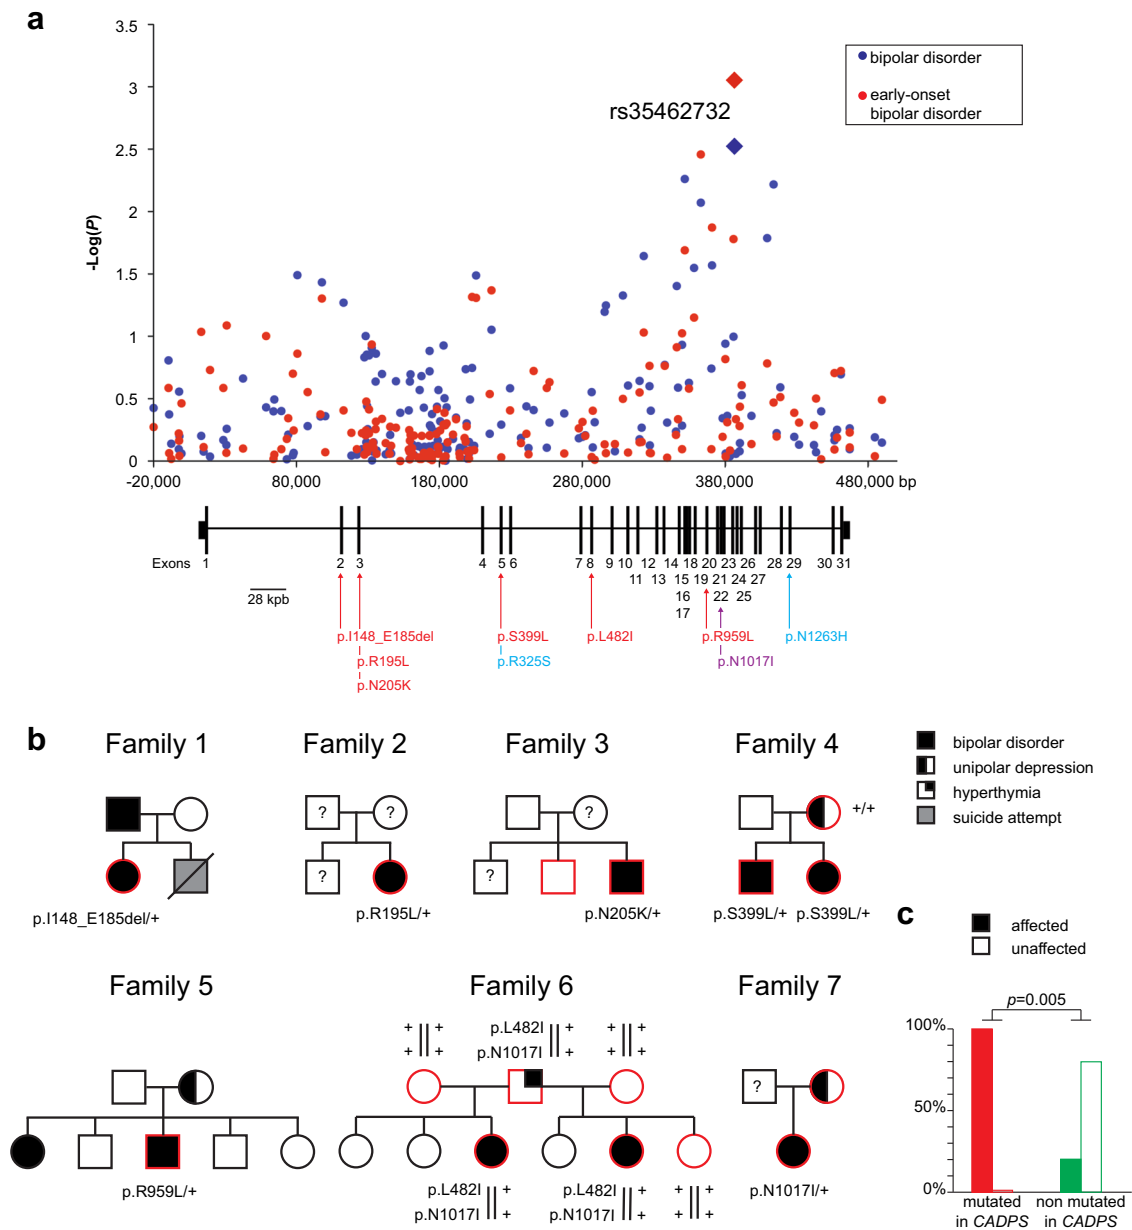 a
3.5
3
2.5
2
1.5
1
0.5
0
-Log(P)
bipolar disorder
early-onset
bipolar disorder
rs35462732
-20,000 80,000 180,000 280,000 380,000 480,000 bp
Exons 1 2 3 4 5 6 7 8 9 10 12 14 18 20 23 26 28 29 30 31
11 13 15 19 21 24 27
16 22 25
17
28 kpb
p.I148_E185del p.S399L p.L482I p.R959L p.N1263H
p.R195L p.R325S p.N1017I
p.N205K
b
Family 1 Family 2 Family 3 Family 4
bipolar disorder
unipolar depression
hyperthymia
suicide attempt
? ? ? +/+
? ?
p.I148_E185del/+ p.R195L/+ p.N205K/+ p.S399L/+ p.S399L/+
c
affected
unaffected
Family 5 Family 6 Family 7
+ + p.L482I + + +
+ + p.N1017I + + +
?
p.R959L/+ p.L482I + p.L482I + + + p.N1017I/+
p.N1017I + p.N1017I + + +
p=0.005
100%
50%
0%
mutated non mutated
in CADPS in CADPS